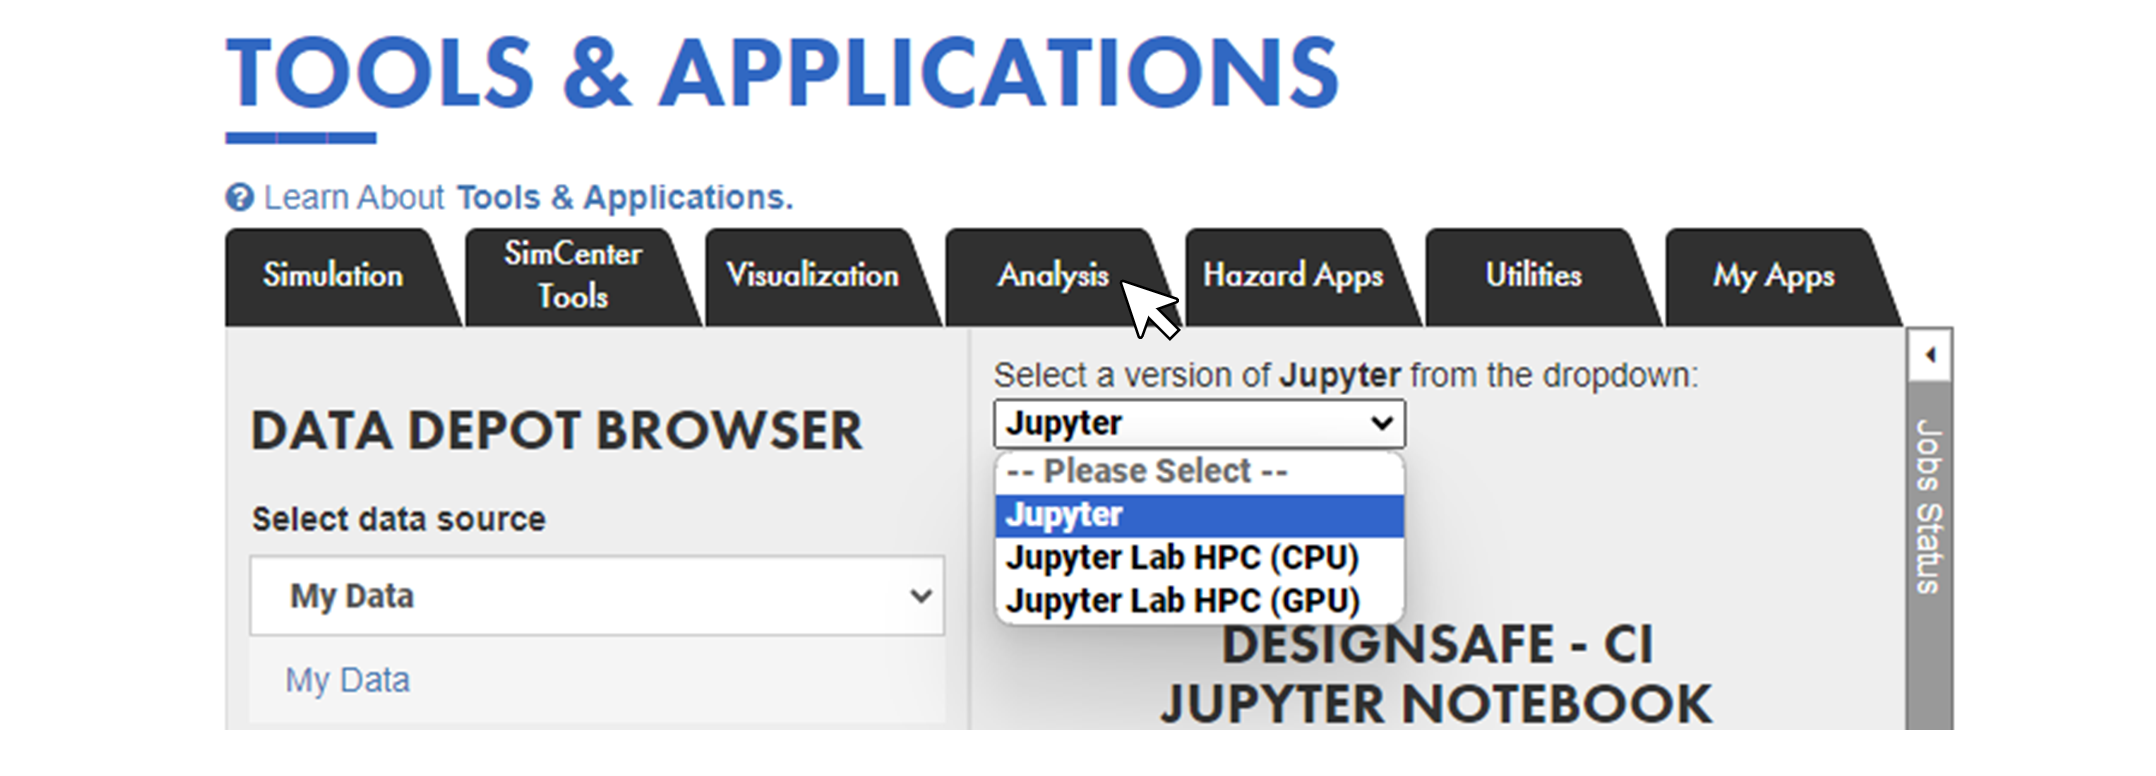 TOOLS & APPLICATIONS
Learn About Tools & Applications.
Simulation
SimCenter
Tools
Visualization
Analysis
Hazard Apps
Utilities
My Apps
DATA DEPOT BROWSER
Select data source
My Data
My Data
Select a version of Jupyter from the dropdown:
Jupyter
-- Please Select --
Jupyter
Jupyter Lab HPC (CPU)
Jupyter Lab HPC (GPU)
DESIGNSAFE - CI
JUPYTER NOTEBOOK
Jobs Status